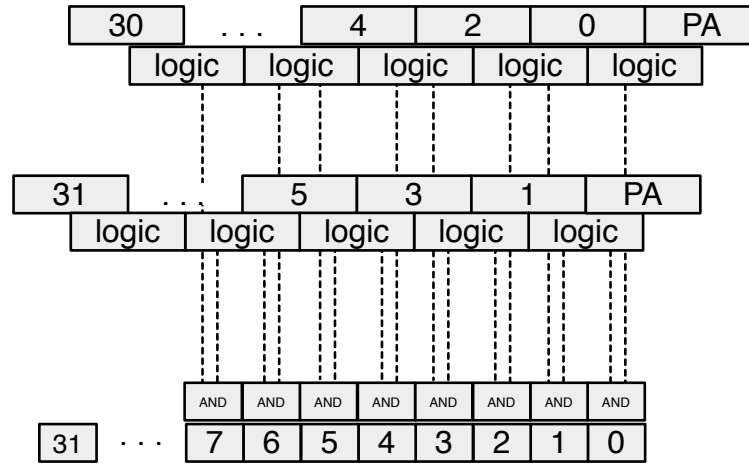 30 . . . 4 2 0 PA
logic logic logic logic logic
31 . . . 5 3 1 PA
logic logic logic logic logic
AND AND AND AND AND AND AND AND
31 . . . 7 6 5 4 3 2 1 0